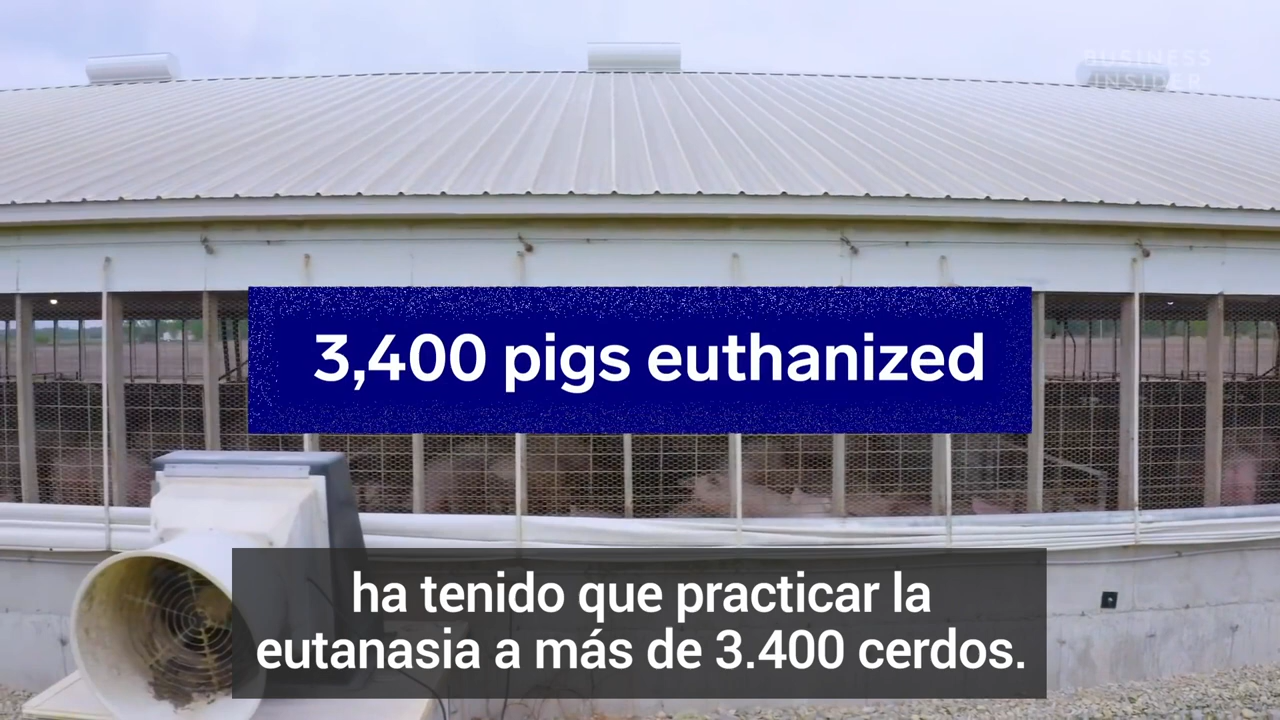 BUSINESS
INSIDER
3,400 pigs euthanized
ha tenido que practicar la
eutanasia a más de 3.400 cerdos.